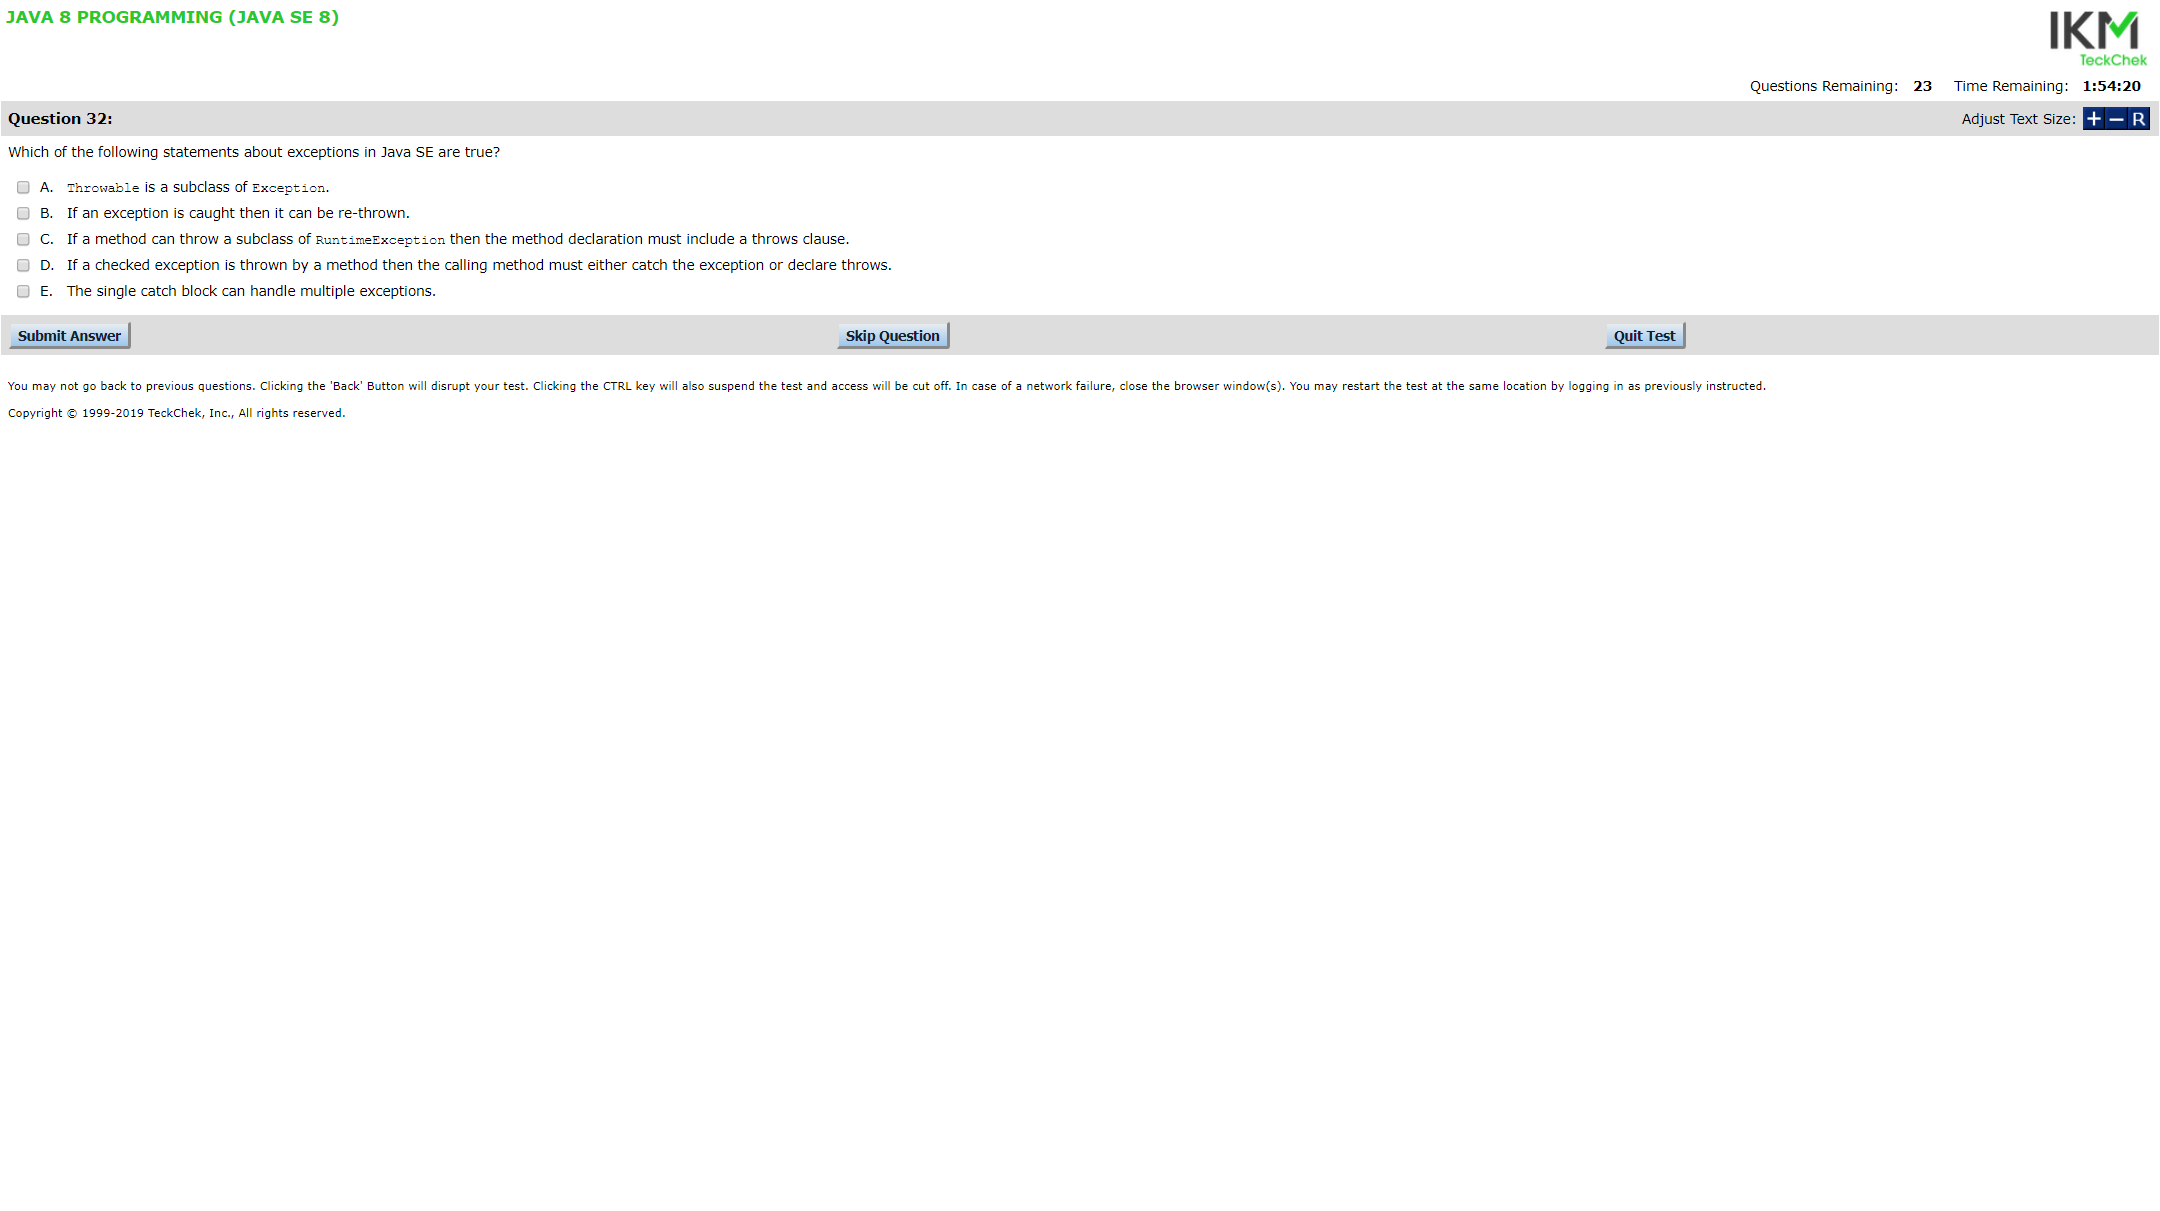 JAVA 8 PROGRAMMING (JAVA SE 8)
IKM
TeckChek
Questions Remaining: 23 Time Remaining: 1:54:20
Question 32: Adjust Text Size: + − R
Which of the following statements about exceptions in Java SE are true?
A. Throwable is a subclass of Exception.
B. If an exception is caught then it can be re-thrown.
C. If a method can throw a subclass of RuntimeException then the method declaration must include a throws clause.
D. If a checked exception is thrown by a method then the calling method must either catch the exception or declare throws.
E. The single catch block can handle multiple exceptions.
Submit Answer Skip Question Quit Test
You may not go back to previous questions. Clicking the 'Back' Button will disrupt your test. Clicking the CTRL key will also suspend the test and access will be cut off. In case of a network failure, close the browser window(s). You may restart the test at the same location by logging in as previously instructed.
Copyright © 1999-2019 TeckChek, Inc., All rights reserved.